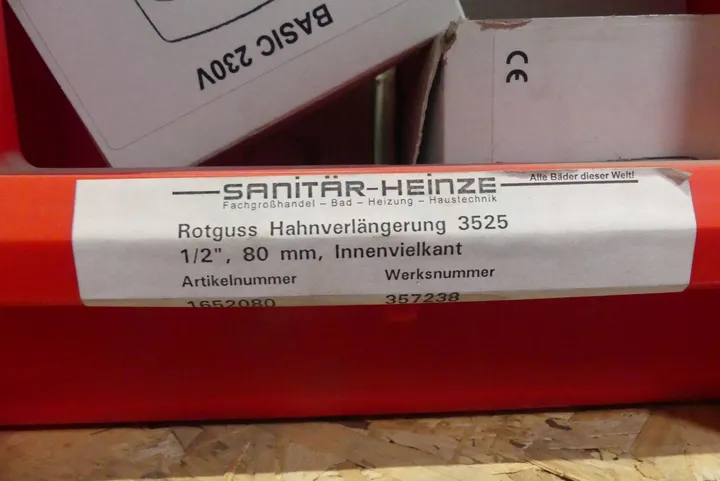 BASIC 230V
CE
SANITÄR-HEINZE
Alle Bäder dieser Welt!
Fachgroßhandel – Bad – Heizung – Haustechnik
Rotguss Hahnverlängerung 3525
1/2", 80 mm, Innenvielkant
Artikelnummer Werksnummer
1652080 357238